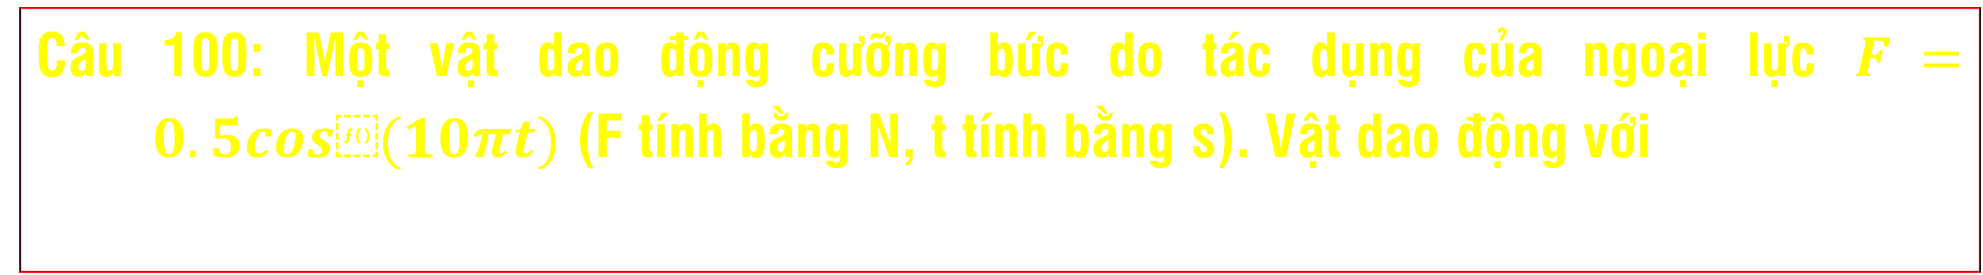 Câu 100: Một vật dao động cưỡng bức do tác dụng của ngoại lực F =
0.5cos(10πt) (F tính bằng N, t tính bằng s). Vật dao động với